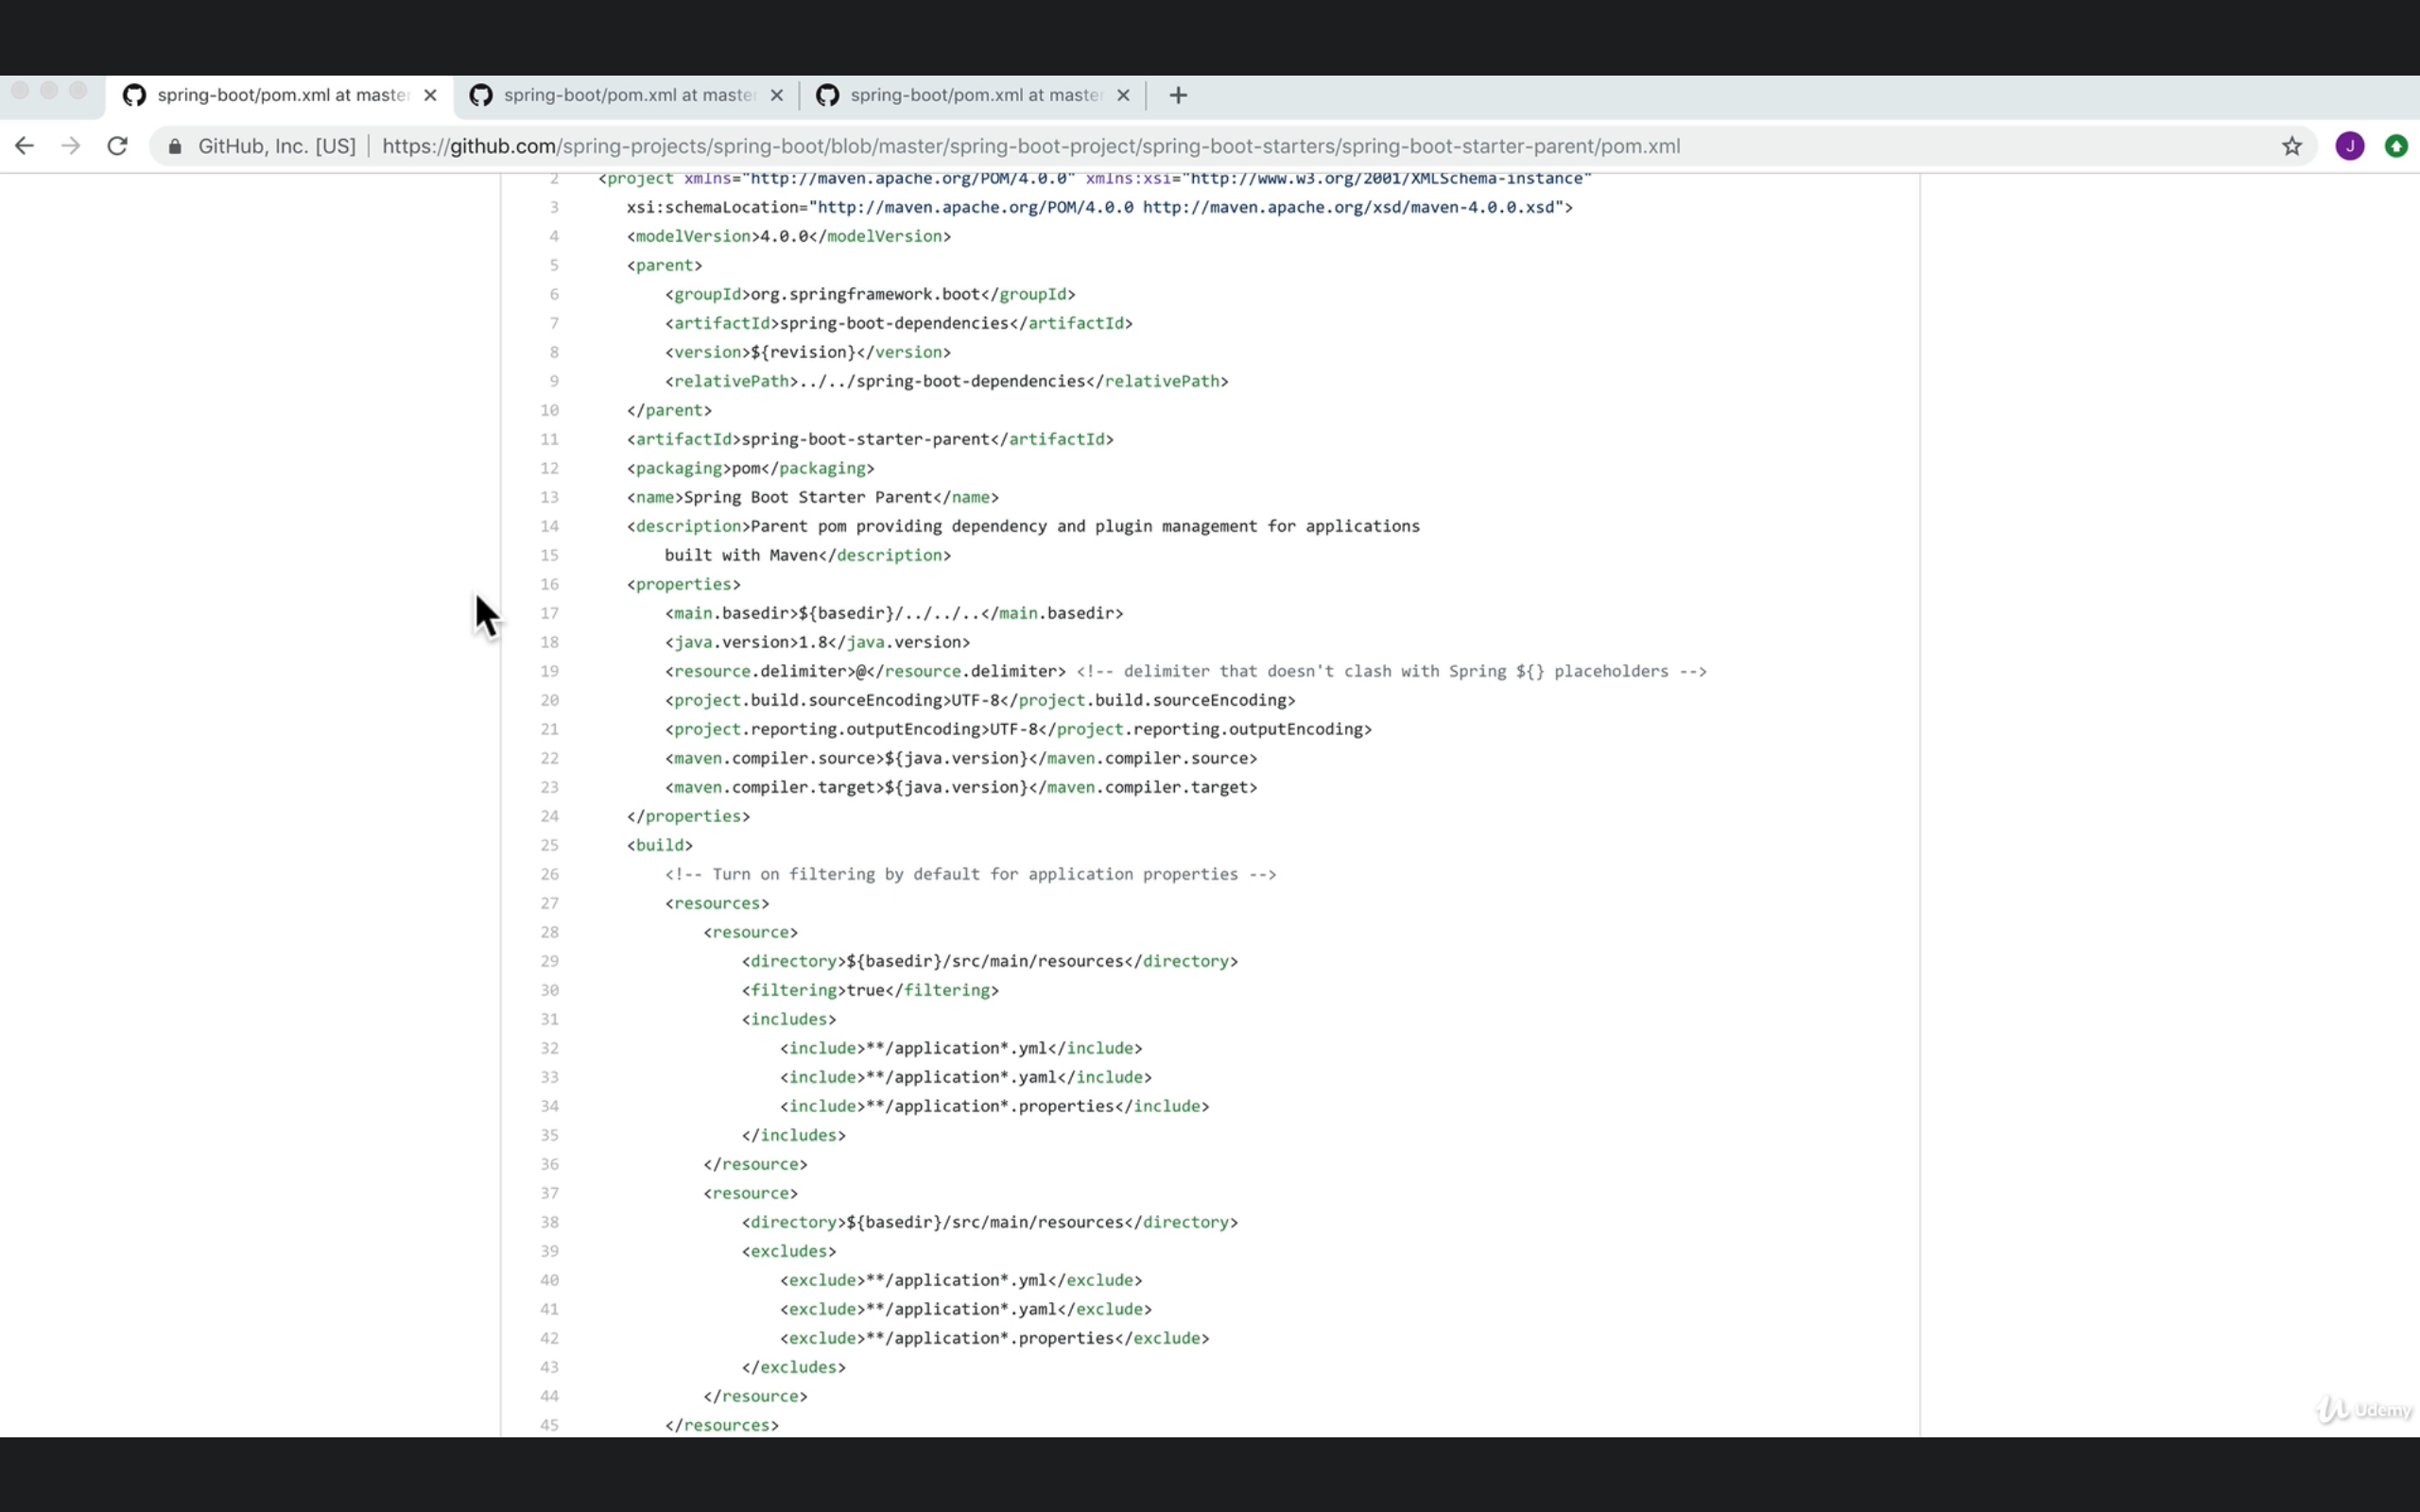 spring-boot/pom.xml at maste
spring-boot/pom.xml at maste
spring-boot/pom.xml at maste
GitHub, Inc. [US] | https://github.com/spring-projects/spring-boot/blob/master/spring-boot-project/spring-boot-starters/spring-boot-starter-parent/pom.xml
J
2 <project xmlns="http://maven.apache.org/POM/4.0.0" xmlns:xsi="http://www.w3.org/2001/XMLSchema-instance"
3 xsi:schemaLocation="http://maven.apache.org/POM/4.0.0 http://maven.apache.org/xsd/maven-4.0.0.xsd">
4 <modelVersion>4.0.0</modelVersion>
5 <parent>
6 <groupId>org.springframework.boot</groupId>
7 <artifactId>spring-boot-dependencies</artifactId>
8 <version>${revision}</version>
9 <relativePath>../../spring-boot-dependencies</relativePath>
10 </parent>
11 <artifactId>spring-boot-starter-parent</artifactId>
12 <packaging>pom</packaging>
13 <name>Spring Boot Starter Parent</name>
14 <description>Parent pom providing dependency and plugin management for applications
15 built with Maven</description>
16 <properties>
17 <main.basedir>${basedir}/../../..</main.basedir>
18 <java.version>1.8</java.version>
19 <resource.delimiter>@</resource.delimiter> <!-- delimiter that doesn't clash with Spring ${} placeholders -->
20 <project.build.sourceEncoding>UTF-8</project.build.sourceEncoding>
21 <project.reporting.outputEncoding>UTF-8</project.reporting.outputEncoding>
22 <maven.compiler.source>${java.version}</maven.compiler.source>
23 <maven.compiler.target>${java.version}</maven.compiler.target>
24 </properties>
25 <build>
26 <!-- Turn on filtering by default for application properties -->
27 <resources>
28 <resource>
29 <directory>${basedir}/src/main/resources</directory>
30 <filtering>true</filtering>
31 <includes>
32 <include>**/application*.yml</include>
33 <include>**/application*.yaml</include>
34 <include>**/application*.properties</include>
35 </includes>
36 </resource>
37 <resource>
38 <directory>${basedir}/src/main/resources</directory>
39 <excludes>
40 <exclude>**/application*.yml</exclude>
41 <exclude>**/application*.yaml</exclude>
42 <exclude>**/application*.properties</exclude>
43 </excludes>
44 </resource>
45 </resources>
Udemy